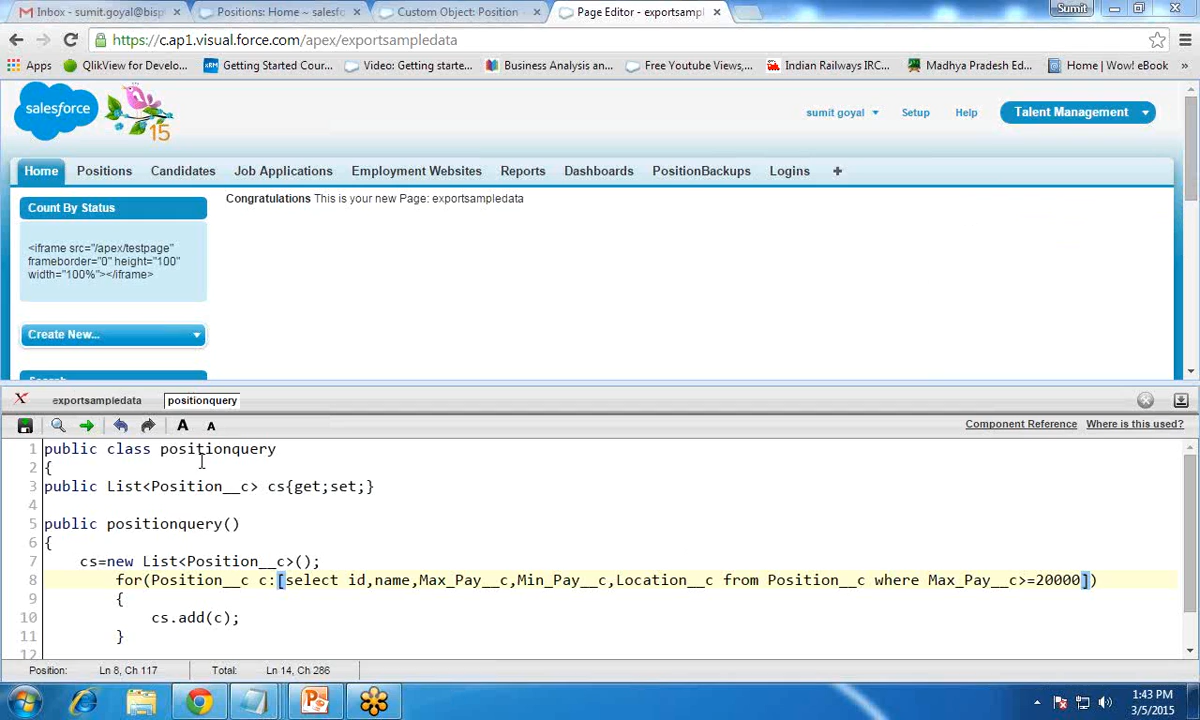 Inbox - sumit.goyal@bisp
Positions: Home ~ salesfo
Custom Object: Position
Page Editor - exportsampl
Sumit
https://c.ap1.visual.force.com/apex/exportsampledata
Apps
QlikView for Develo...
Getting Started Cour...
Video: Getting starte...
Business Analysis an...
Free Youtube Views,...
Indian Railways IRC...
Madhya Pradesh Ed...
Home | Wow! eBook
»
salesforce
15
sumit goyal
Setup
Help
Talent Management
Home
Positions
Candidates
Job Applications
Employment Websites
Reports
Dashboards
PositionBackups
Logins
+
Count By Status
Congratulations This is your new Page: exportsampledata
<iframe src="/apex/testpage"
frameborder="0" height="100"
width="100%"></iframe>
Create New...
exportsampledata
positionquery
A
A
Component Reference
Where is this used?
1 public class positionquery
2 {
3 public List<Position__c> cs{get;set;}
4
5 public positionquery()
6 {
7 cs=new List<Position__c>();
8 for(Position__c c:[select id,name,Max_Pay__c,Min_Pay__c,Location__c from Position__c where Max_Pay__c>=20000])
9 {
10 cs.add(c);
11 }
12
Position: Ln 8, Ch 117 Total: Ln 14, Ch 286
1:43 PM
3/5/2015